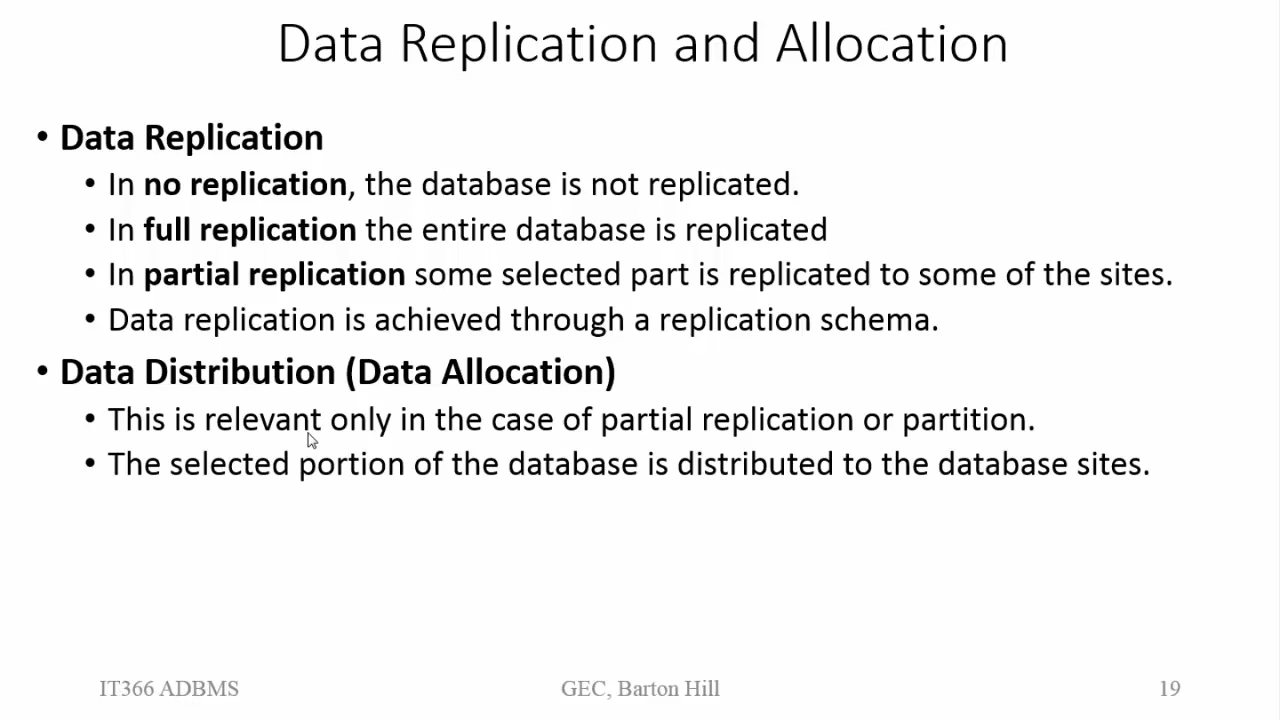 Data Replication and Allocation
• Data Replication
• In no replication, the database is not replicated.
• In full replication the entire database is replicated
• In partial replication some selected part is replicated to some of the sites.
• Data replication is achieved through a replication schema.
• Data Distribution (Data Allocation)
• This is relevant only in the case of partial replication or partition.
• The selected portion of the database is distributed to the database sites.
IT366 ADBMS GEC, Barton Hill 19